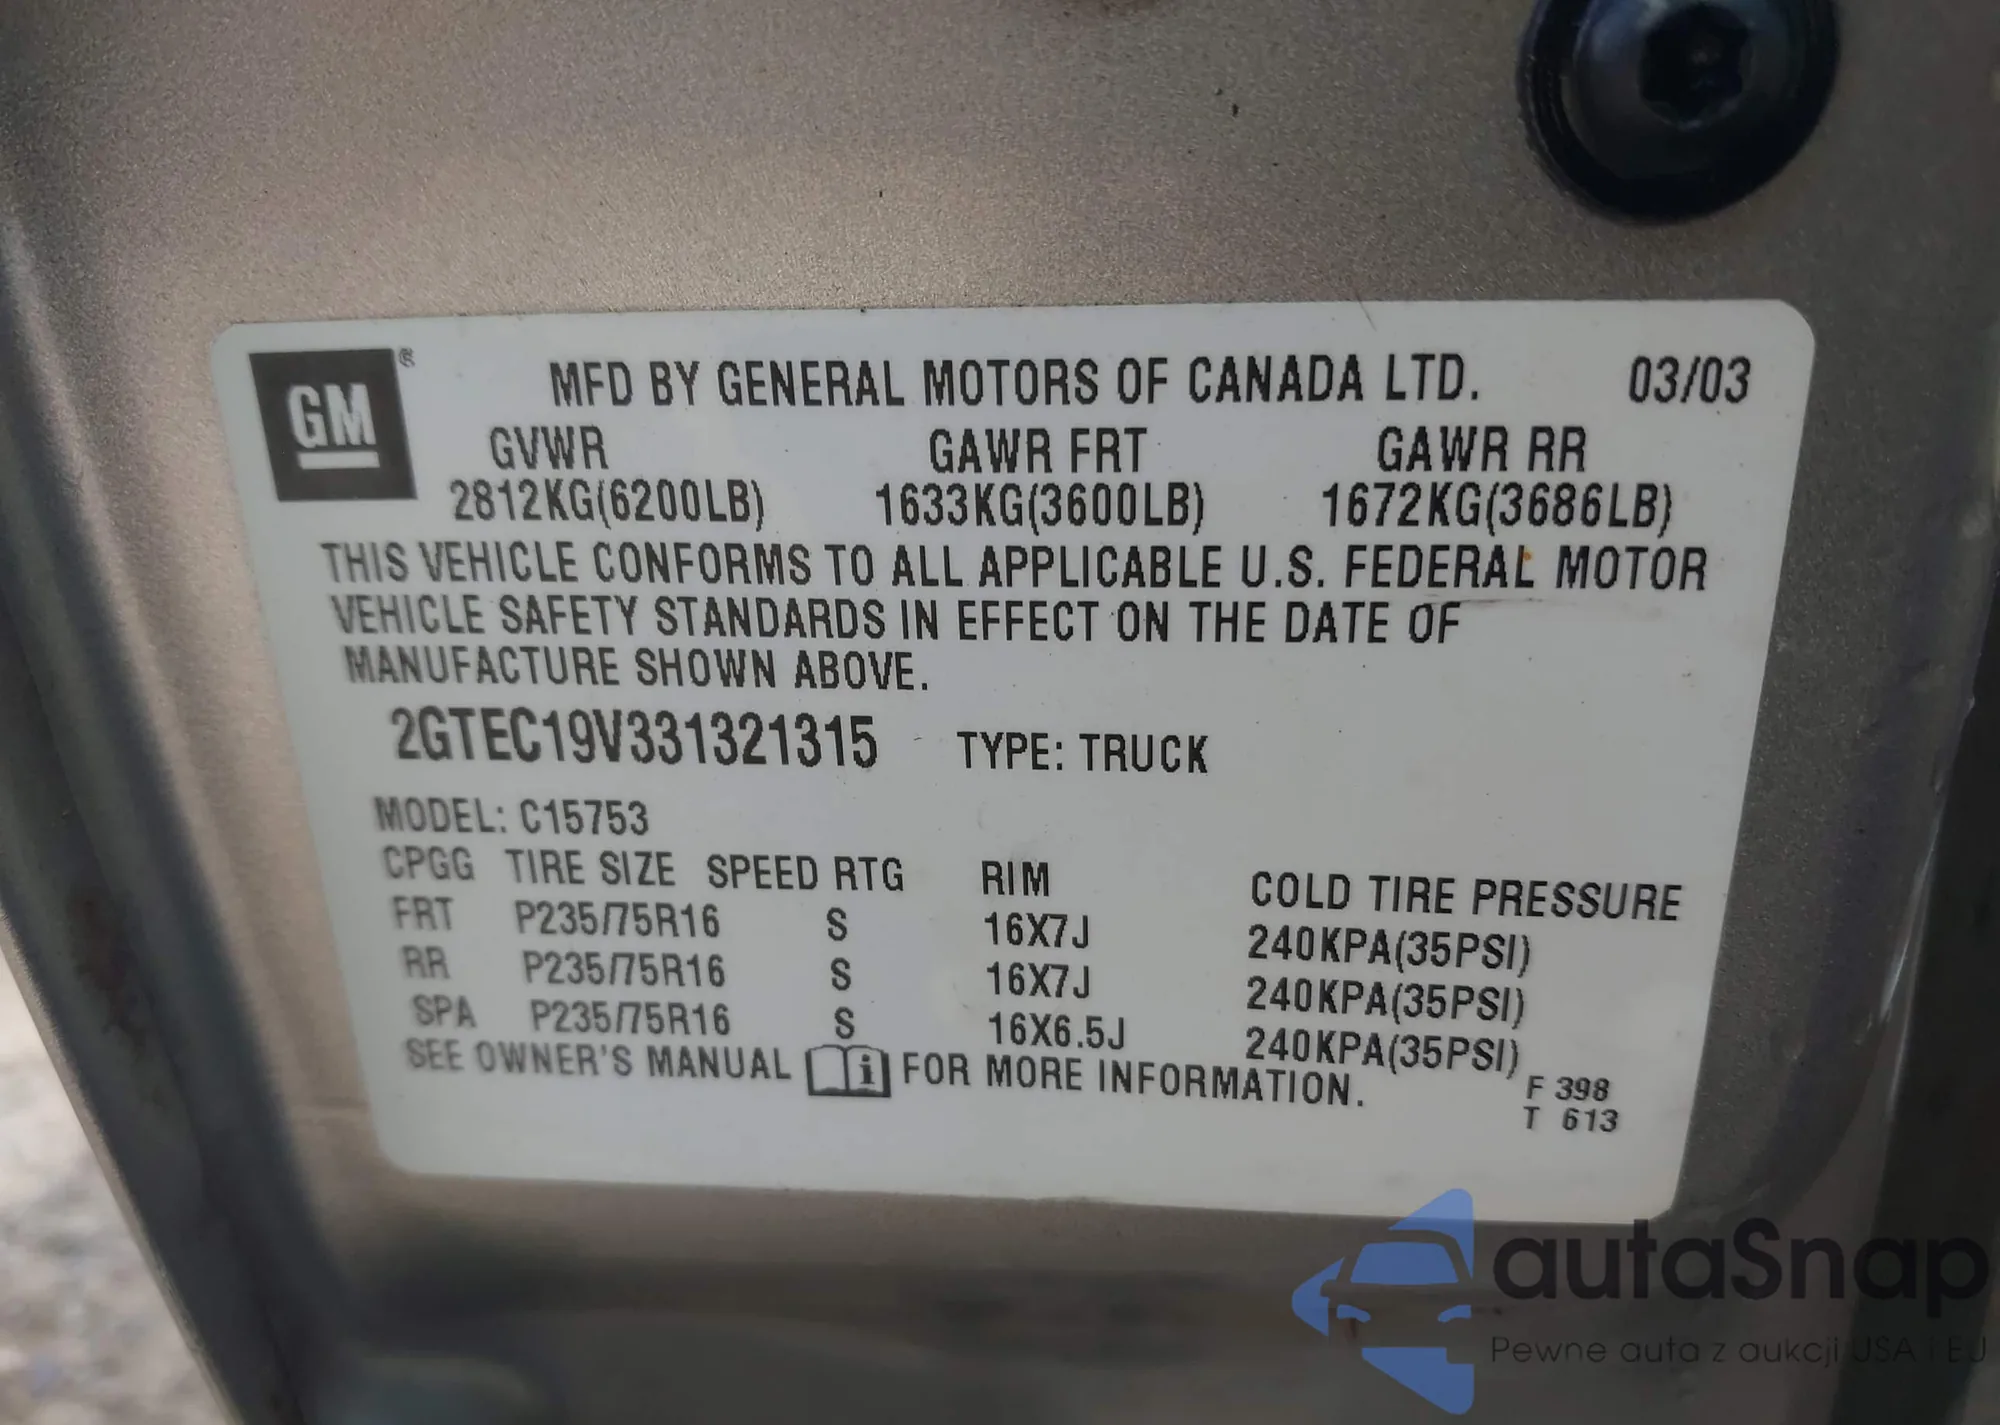 GM ® MFD BY GENERAL MOTORS OF CANADA LTD. 03/03
GVWR GAWR FRT GAWR RR
2812KG(6200LB) 1633KG(3600LB) 1672KG(3686LB)
THIS VEHICLE CONFORMS TO ALL APPLICABLE U.S. FEDERAL MOTOR
VEHICLE SAFETY STANDARDS IN EFFECT ON THE DATE OF
MANUFACTURE SHOWN ABOVE.
2GTEC19V331321315 TYPE: TRUCK
MODEL: C15753
CPGG TIRE SIZE SPEED RTG RIM COLD TIRE PRESSURE
FRT P235/75R16 S 16X7J 240KPA(35PSI)
RR P235/75R16 S 16X7J 240KPA(35PSI)
SPA P235/75R16 S 16X6.5J 240KPA(35PSI)
SEE OWNER'S MANUAL i FOR MORE INFORMATION.
F 398
T 613
autaSnap
Pewne auta z aukcji USA i EU